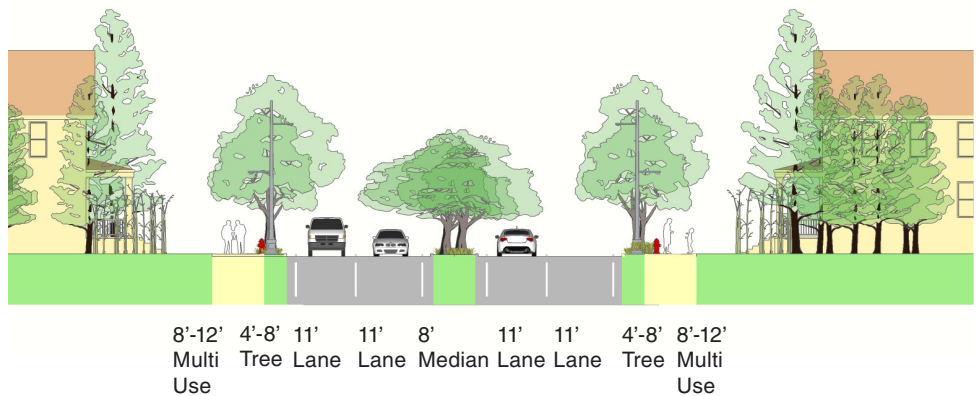 8'-12' 4'-8' 11' 11' 8' 11' 11' 4'-8' 8'-12'
Multi Tree Lane Lane Median Lane Lane Tree Multi
Use Use